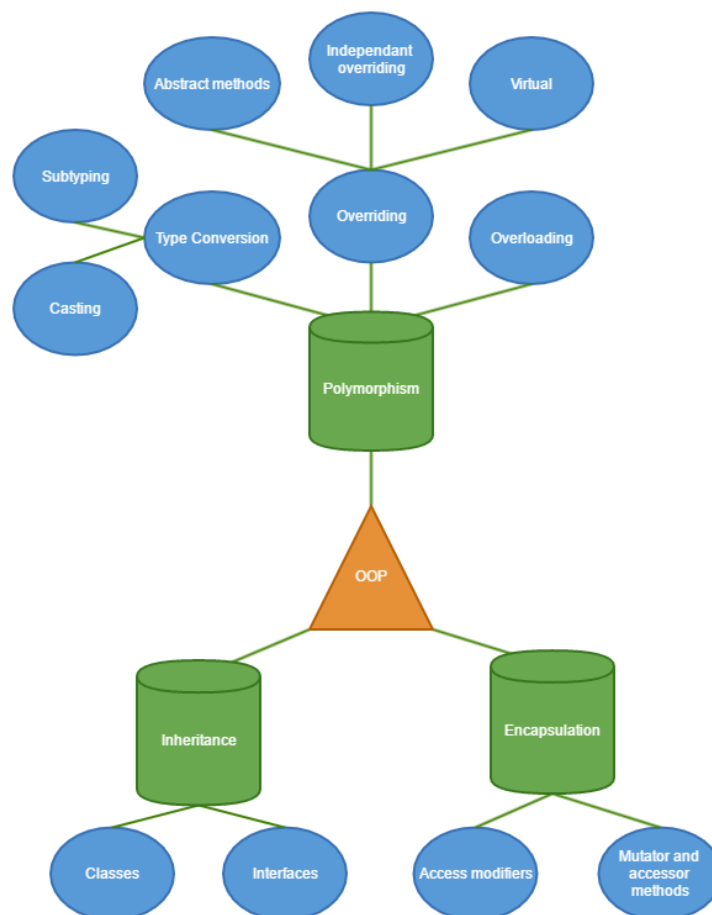 Independant
overriding
Abstract methods
Virtual
Subtyping
Type Conversion
Overriding
Overloading
Casting
Polymorphism
OOP
Inheritance
Encapsulation
Classes
Interfaces
Access modifiers
Mutator and
accessor
methods